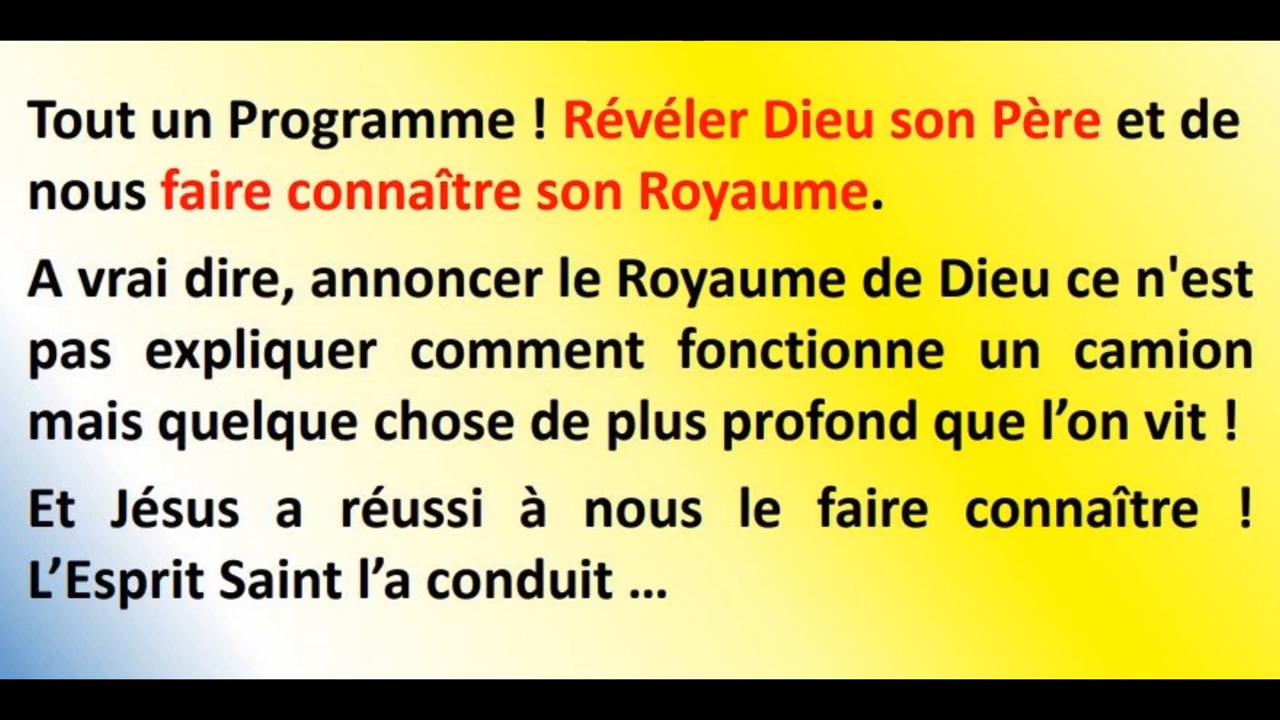 Tout un Programme ! Révéler Dieu son Père et de
nous faire connaître son Royaume.
A vrai dire, annoncer le Royaume de Dieu ce n'est
pas expliquer comment fonctionne un camion
mais quelque chose de plus profond que l’on vit !
Et Jésus a réussi à nous le faire connaître !
L’Esprit Saint l’a conduit ...